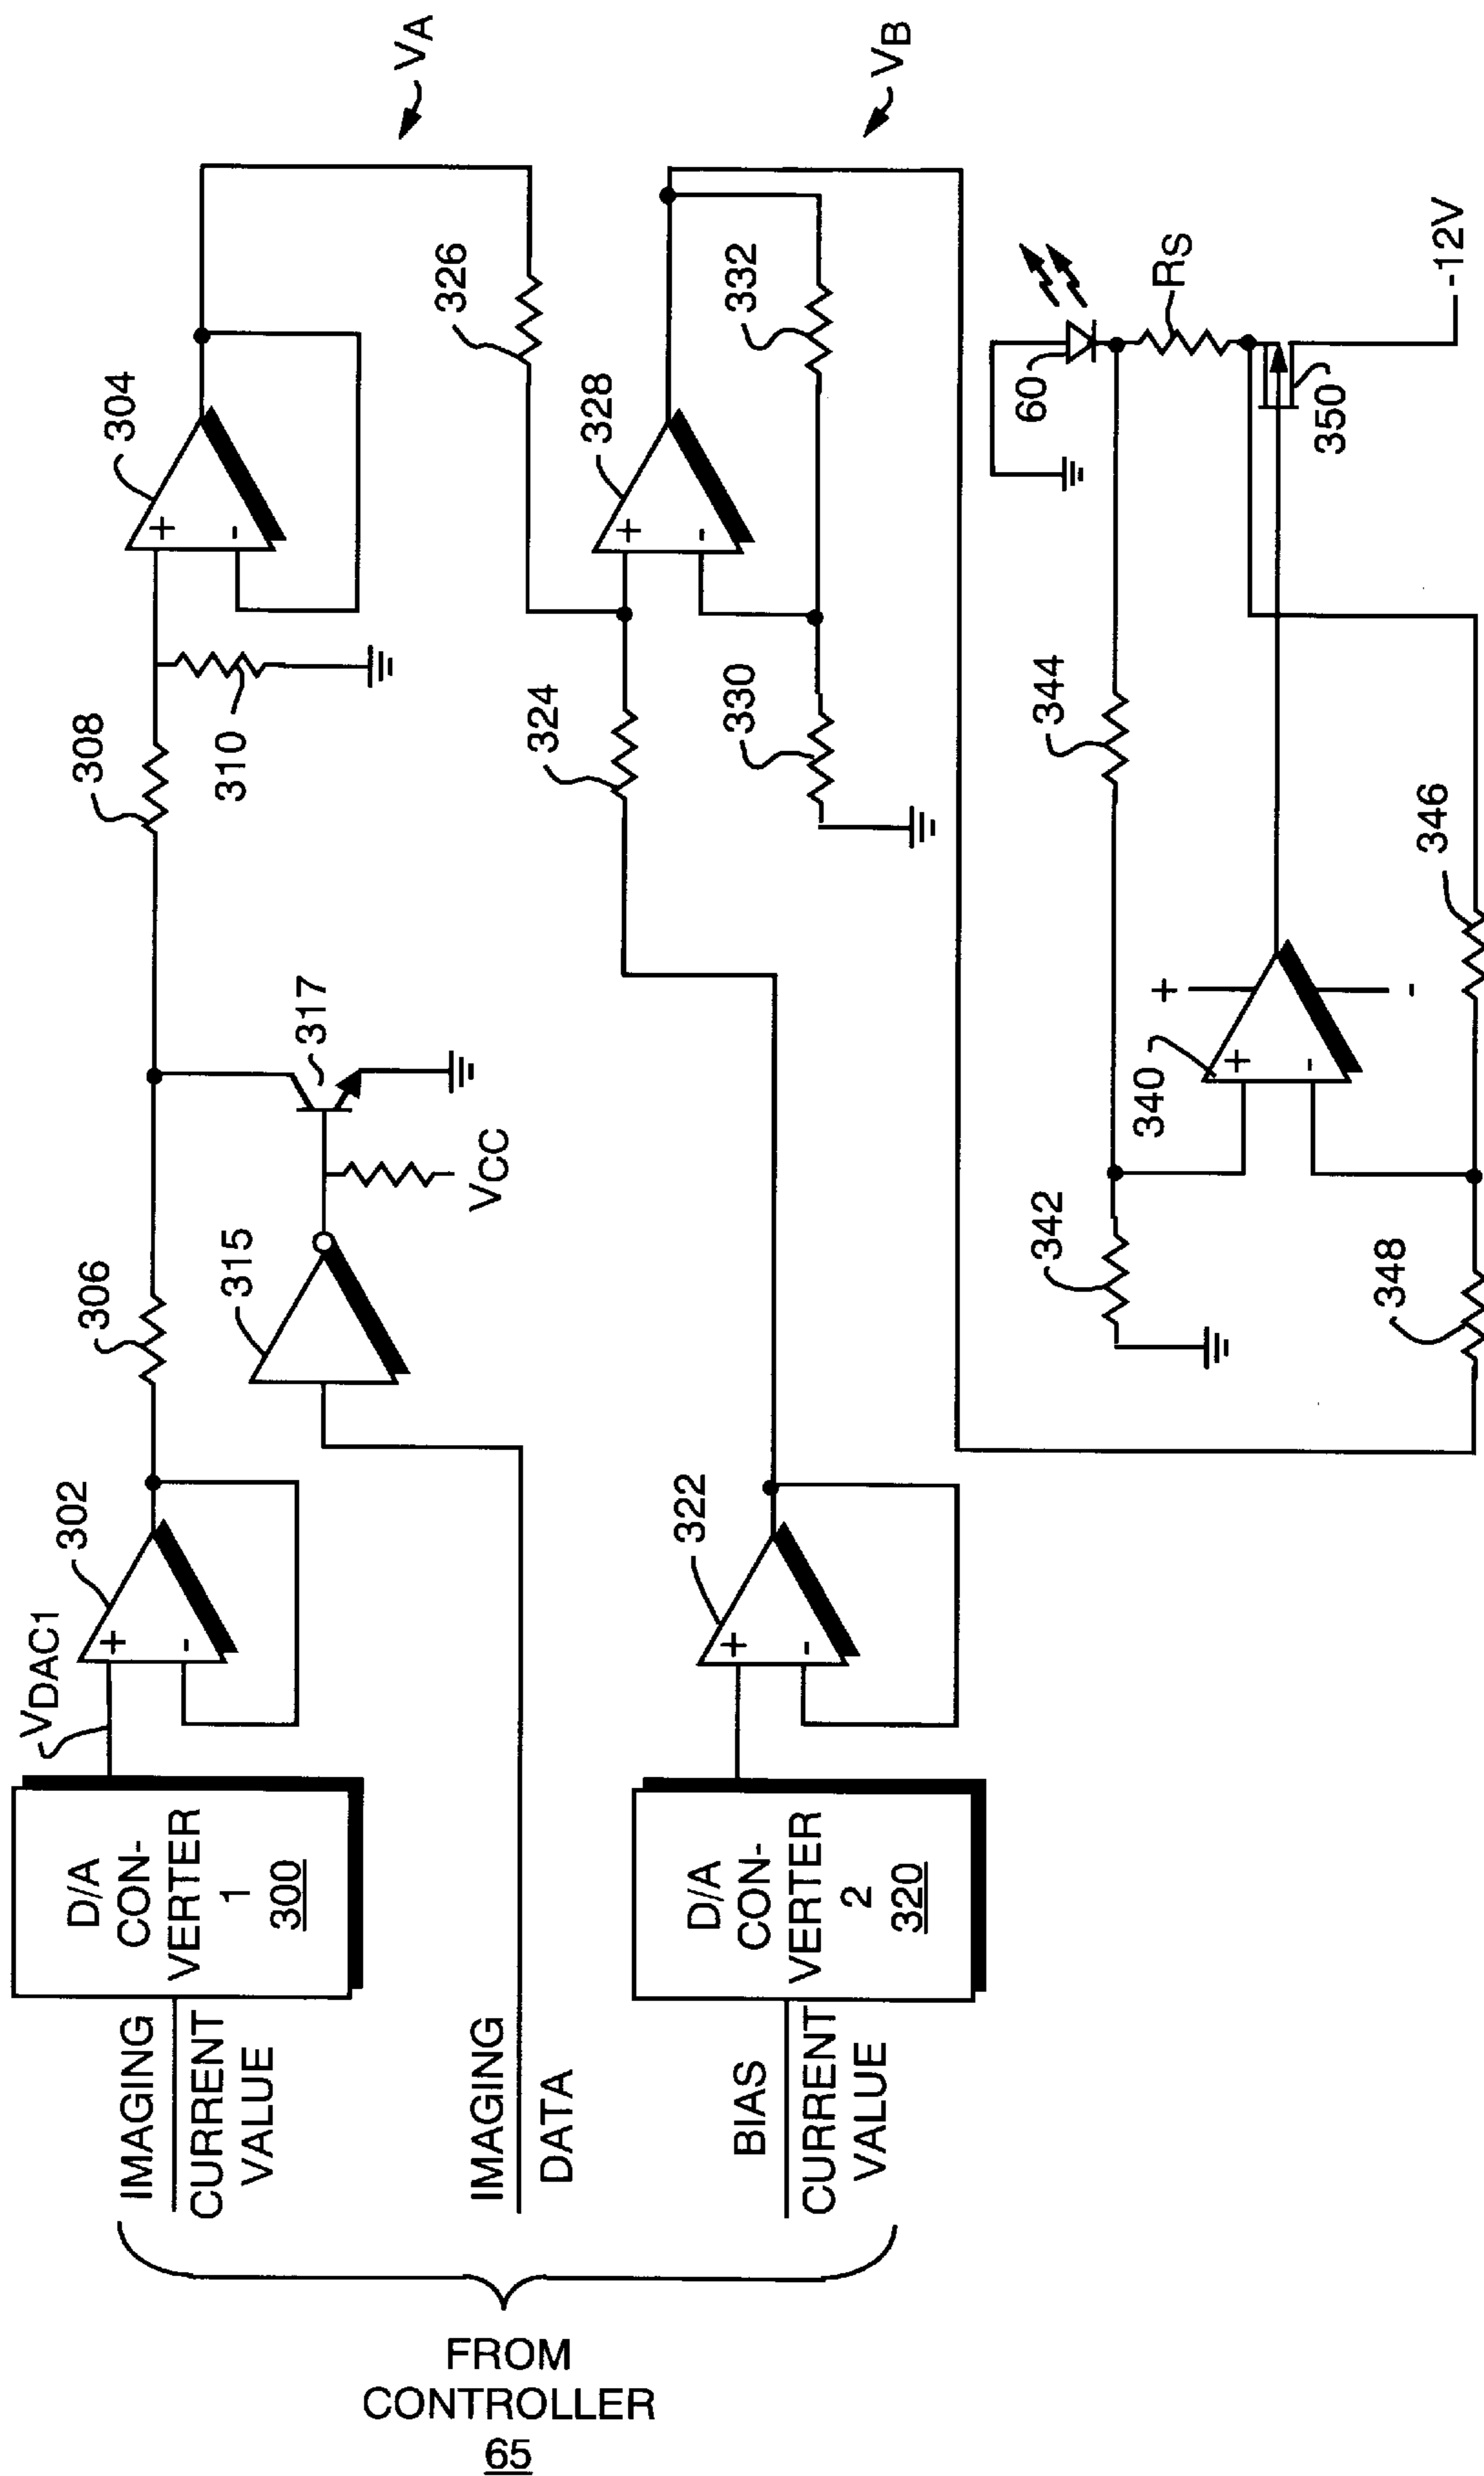 FROM
CONTROLLER
65
IMAGING
CURRENT
VALUE
IMAGING
DATA
BIAS
CURRENT
VALUE
D/A
CON-
VERTER
1
300
D/A
CON-
VERTER
2
320
VDAC1
302
306
315
VCC
317
308
310
304
+
-
+
-
VA
322
+
-
324
326
328
+
-
330
332
VB
342
344
340
+
-
+
-
348
346
60
RS
350
-12V